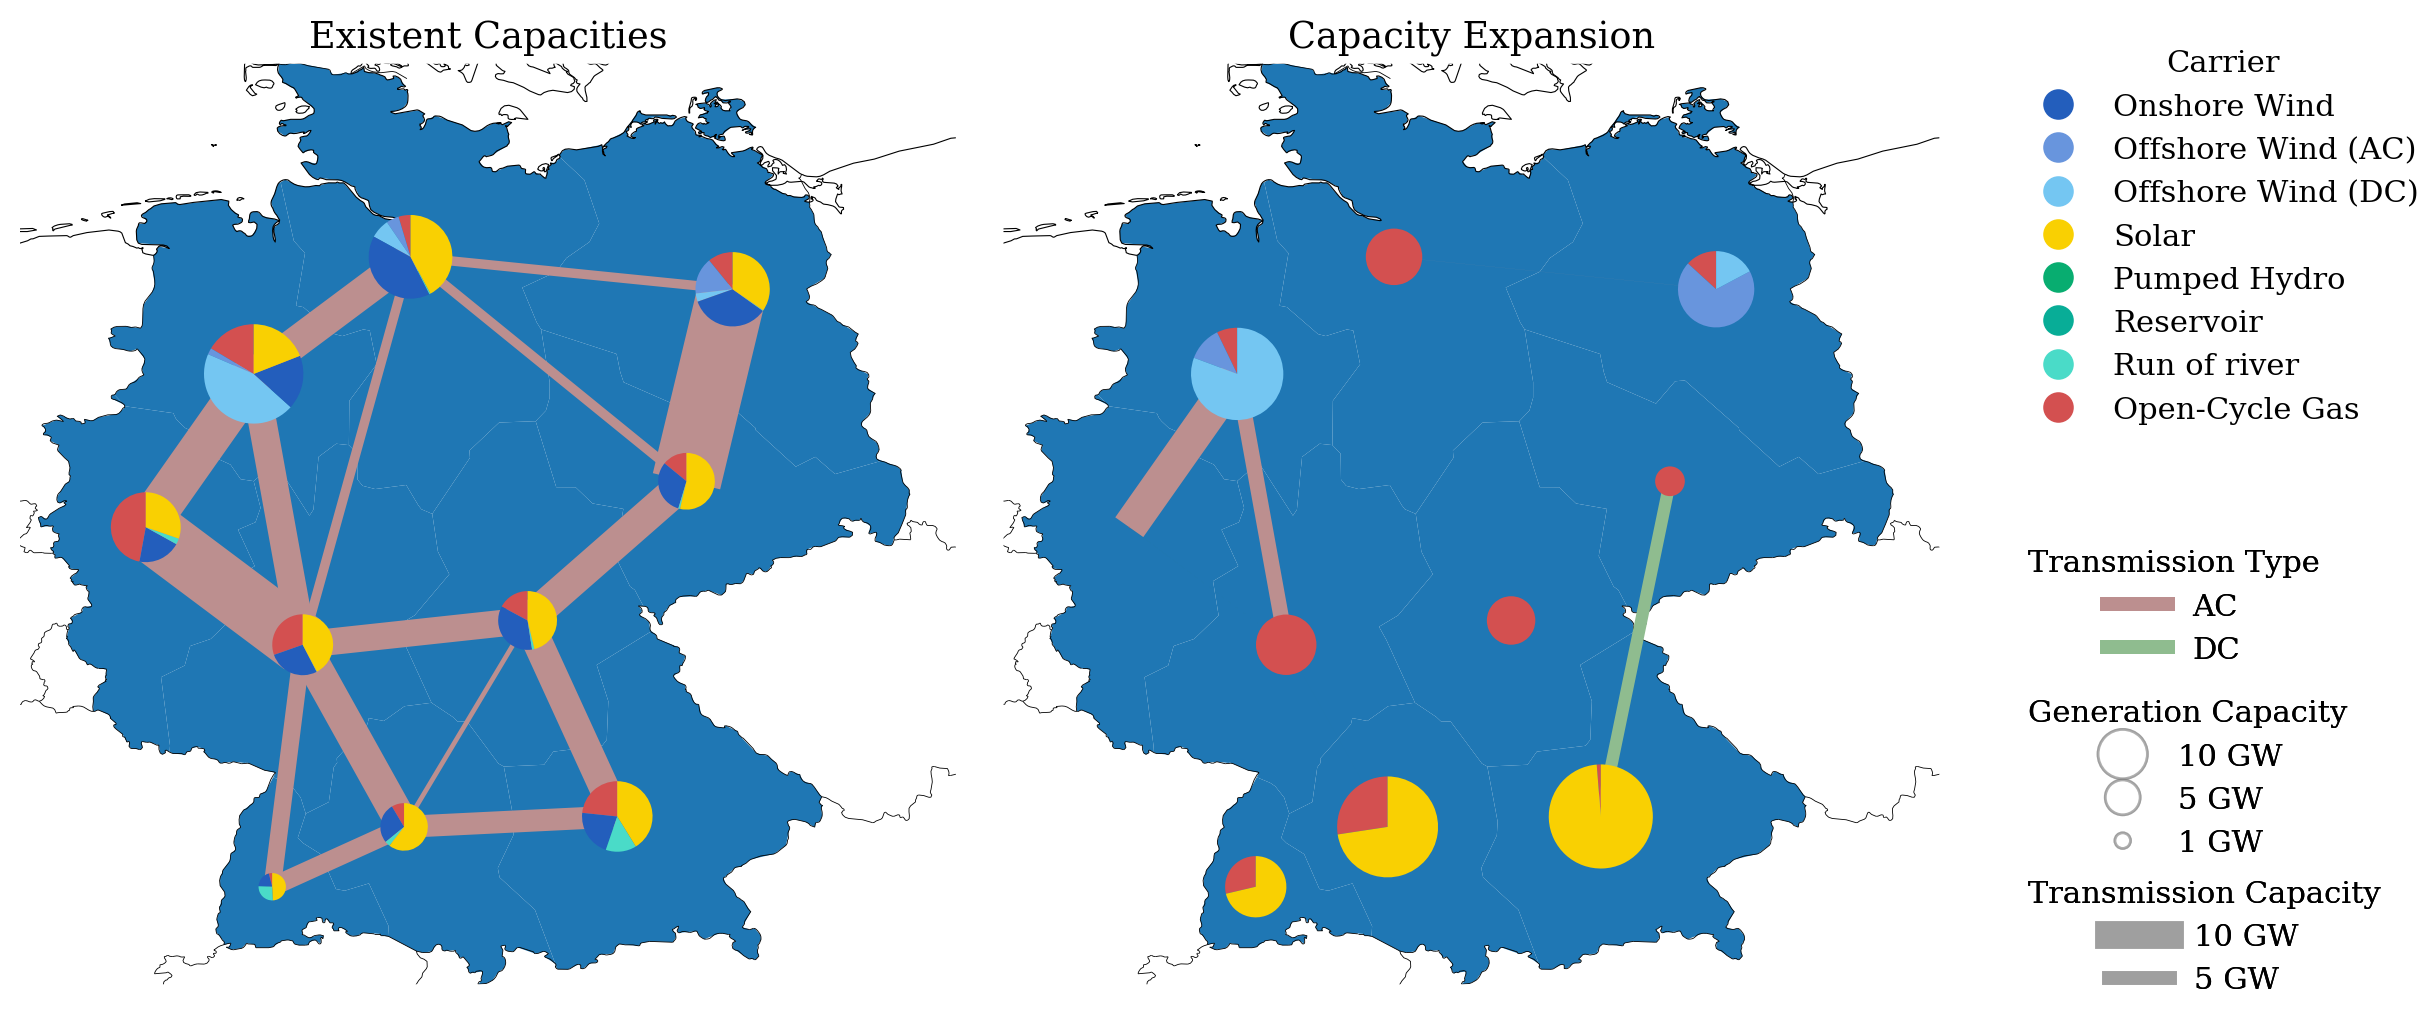 Existent Capacities
Capacity Expansion
Carrier
Onshore Wind
Offshore Wind (AC)
Offshore Wind (DC)
Solar
Pumped Hydro
Reservoir
Run of river
Open-Cycle Gas
Transmission Type
AC
DC
Generation Capacity
10 GW
5 GW
1 GW
Transmission Capacity
10 GW
5 GW